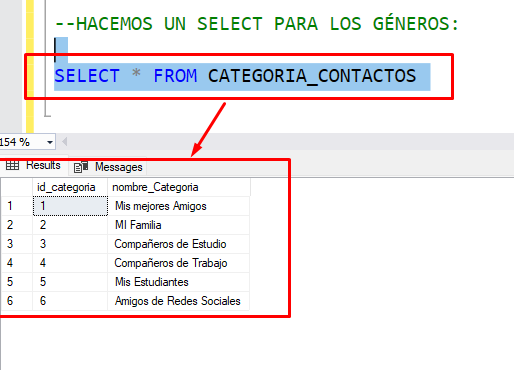 --HACEMOS UN SELECT PARA LOS GÉNEROS:
SELECT * FROM CATEGORIA_CONTACTOS
154 %
Results Messages
id_categoria nombre_Categoria
1 1 Mis mejores Amigos
2 2 MI Familia
3 3 Compañeros de Estudio
4 4 Compañeros de Trabajo
5 5 Mis Estudiantes
6 6 Amigos de Redes Sociales